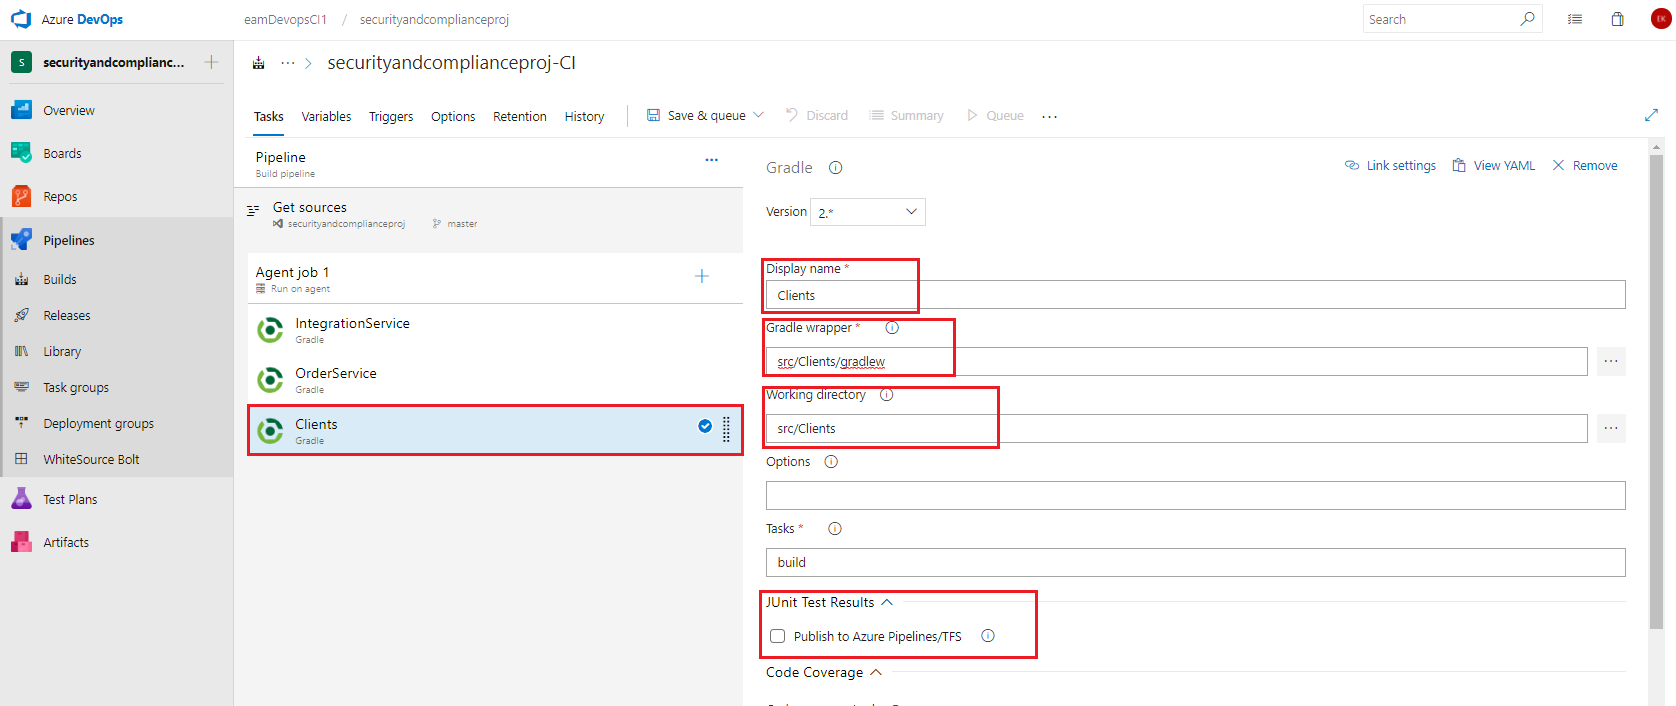 Azure DevOps
eamDevopsCI1 / securityandcomplianceproj
Search
EK
S
securityandcomplianc...
... > securityandcomplianceproj-CI
Overview
Boards
Repos
Pipelines
Builds
Releases
Library
Task groups
Deployment groups
WhiteSource Bolt
Test Plans
Artifacts
Tasks Variables Triggers Options Retention History Save & queue Discard Summary Queue ...
Pipeline ...
Build pipeline
Get sources
securityandcomplianceproj master
Agent job 1
Run on agent
IntegrationService
Gradle
OrderService
Gradle
Clients
Gradle
Gradle
Link settings View YAML Remove
Version 2.*
Display name *
Clients
Gradle wrapper *
src/Clients/gradlew
...
Working directory
src/Clients
...
Options
Tasks *
build
JUnit Test Results
Publish to Azure Pipelines/TFS
Code Coverage